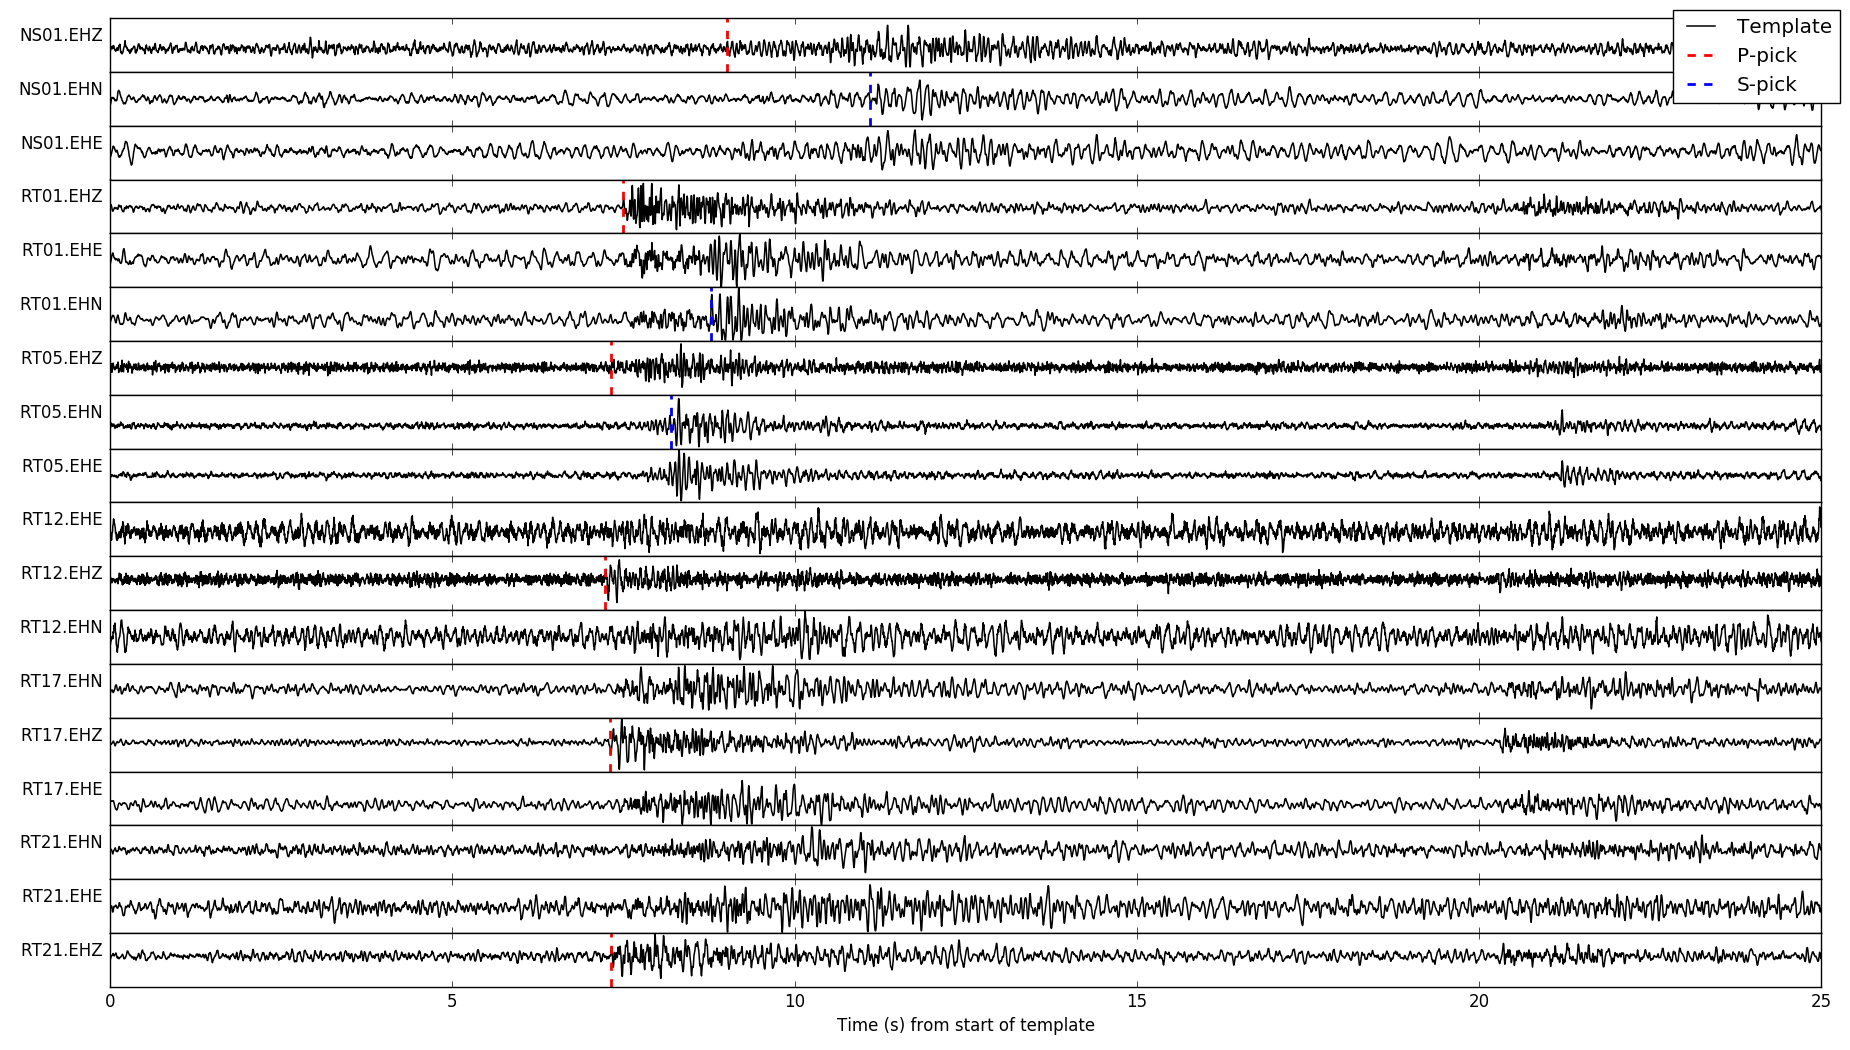 NS01.EHZ
Template
P-pick
S-pick
NS01.EHN
NS01.EHE
RT01.EHZ
RT01.EHE
RT01.EHN
RT05.EHZ
RT05.EHN
RT05.EHE
RT12.EHE
RT12.EHZ
RT12.EHN
RT17.EHN
RT17.EHZ
RT17.EHE
RT21.EHN
RT21.EHE
RT21.EHZ
0 5 10 15 20 25
Time (s) from start of template